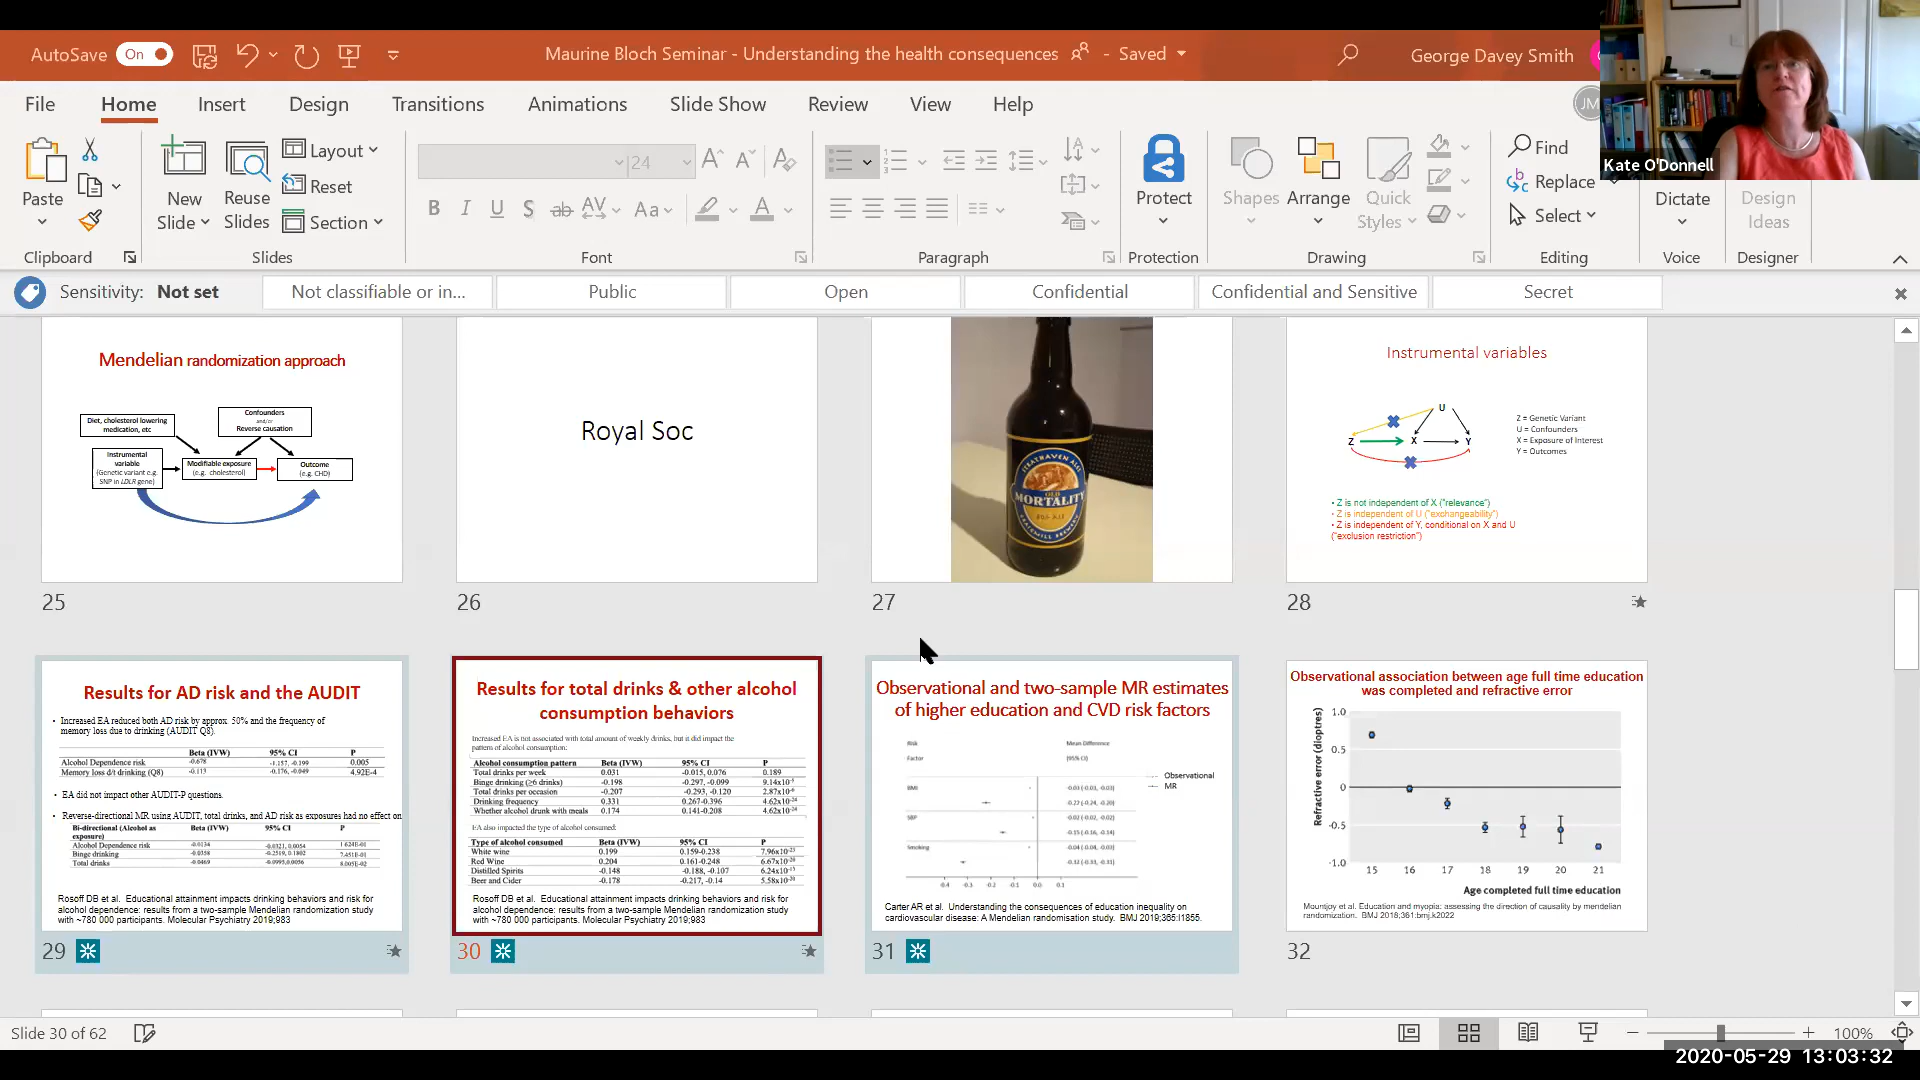 AutoSave On
Maurine Bloch Seminar - Understanding the health consequences - Saved
George Davey Smith
File Home Insert Design Transitions Animations Slide Show Review View Help
JM
Kate O'Donnell
Paste
Clipboard
New Slide
Reuse Slides
Layout
Reset
Section
Slides
24
B I U S ab AV Aa A
Font
Paragraph
Protect
Protection
Shapes
Arrange
Quick Styles
Drawing
Find
Replace
Select
Editing
Dictate
Voice
Design Ideas
Designer
Sensitivity: Not set
Not classifiable or in...
Public
Open
Confidential
Confidential and Sensitive
Secret
Mendelian randomization approach
Diet, cholesterol lowering
medication, etc
Confounders
and/or
Reverse causation
Instrumental
variable
(Genetic variant e.g.
SNP in LDLR gene)
Modifiable exposure
(e.g. cholesterol)
Outcome
(e.g. CHD)
25
Royal Soc
26
STRATHAVEN ALES
OLD
MORTALITY
27
Instrumental variables
U
Z X Y
Z = Genetic Variant
U = Confounders
X = Exposure of Interest
Y = Outcomes
• Z is not independent of X ("relevance")
• Z is independent of U ("exchangeability")
• Z is independent of Y, conditional on X and U
("exclusion restriction")
28
Results for AD risk and the AUDIT
• Increased EA reduced both AD risk by approx. 50% and the frequency of
memory loss due to drinking (AUDIT Q8).
Beta (IVW) 95% CI P
Alcohol Dependence risk -0.678 -1.157, -0.199 0.005
Memory loss d/t drinking (Q8) -0.113 -0.176, -0.049 4.92E-4
• EA did not impact other AUDIT-P questions.
• Reverse-directional MR using AUDIT, total drinks, and AD risk as exposures had no effect on
Bi-directional (Alcohol as exposure) Beta (IVW) 95% CI P
Alcohol Dependence risk -0.0134 -0.0321, 0.0054 1.624E-01
Binge drinking -0.0358 -0.2519, 0.1802 7.451E-01
Total drinks -0.0469 -0.0995, 0.0056 8.005E-02
Rosoff DB et al. Educational attainment impacts drinking behaviors and risk for
alcohol dependence: results from a two-sample Mendelian randomization study
with ~780 000 participants. Molecular Psychiatry 2019;983
29
Results for total drinks & other alcohol
consumption behaviors
Increased EA is not associated with total amount of weekly drinks, but it did impact the
pattern of alcohol consumption:
Alcohol consumption pattern Beta (IVW) 95% CI P
Total drinks per week 0.031 -0.015, 0.076 0.189
Binge drinking (≥6 drinks) -0.198 -0.297, -0.099 9.14x10-5
Total drinks per occasion -0.207 -0.293, -0.120 2.87x10-6
Drinking frequency 0.331 0.267-0.396 4.62x10-24
Whether alcohol drunk with meals 0.174 0.141-0.208 4.62x10-24
EA also impacted the type of alcohol consumed:
Type of alcohol consumed Beta (IVW) 95% CI P
White wine 0.199 0.159-0.238 7.96x10-23
Red Wine 0.204 0.161-0.248 6.67x10-20
Distilled Spirits -0.148 -0.188, -0.107 6.24x10-13
Beer and Cider -0.178 -0.217, -0.14 5.58x10-20
Rosoff DB et al. Educational attainment impacts drinking behaviors and risk for
alcohol dependence: results from a two-sample Mendelian randomization study
with ~780 000 participants. Molecular Psychiatry 2019;983
30
Observational and two-sample MR estimates
of higher education and CVD risk factors
Risk
Factor
Mean Difference
(95% CI)
Observational
MR
BMI -0.03 (-0.03, -0.03)
-0.22 (-0.24, -0.20)
SBP -0.02 (-0.02, -0.02)
-0.15 (-0.16, -0.14)
Smoking -0.04 (-0.04, -0.03)
-0.4 -0.3 -0.2 -0.1 0.0 0.1
Carter AR et al. Understanding the consequences of education inequality on
cardiovascular disease: A Mendelian randomisation study. BMJ 2019;365:l1855.
31
Observational association between age full time education
was completed and refractive error
Refractive error (dioptres)
1.0
0.5
0
-0.5
-1.0
15 16 17 18 19 20 21
Age completed full time education
Mountjoy et al. Education and myopia: assessing the direction of causality by mendelian
randomization. BMJ 2018;361:bmj.k2022
32
Slide 30 of 62
100%
2020-05-29 13:03:32